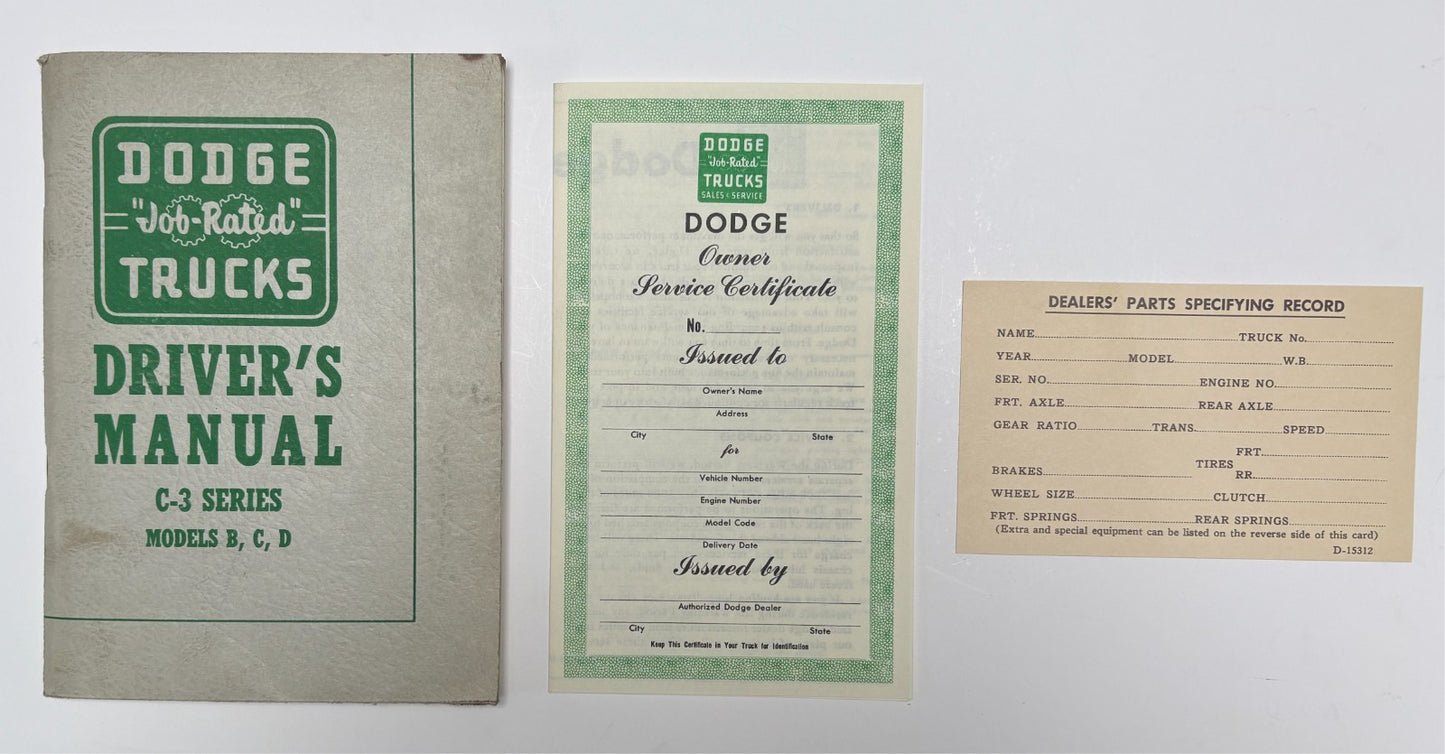 DODGE
"Job-Rated"
TRUCKS
DRIVER'S
MANUAL
C-3 SERIES
MODELS B, C, D
DODGE
"Job-Rated"
TRUCKS
SALES & SERVICE
DODGE
Owner
Service Certificate
No.
Issued to
Owner's Name
Address
City State
for
Vehicle Number
Engine Number
Model Code
Delivery Date
Issued by
Authorized Dodge Dealer
City State
Keep This Certificate in Your Truck for Identification
DEALERS' PARTS SPECIFYING RECORD
NAME TRUCK No.
YEAR MODEL W.B.
SER. NO. ENGINE NO.
FRT. AXLE REAR AXLE
GEAR RATIO TRANS. SPEED
FRT.
BRAKES TIRES
RR.
WHEEL SIZE CLUTCH
FRT. SPRINGS REAR SPRINGS
(Extra and special equipment can be listed on the reverse side of this card)
D-15312